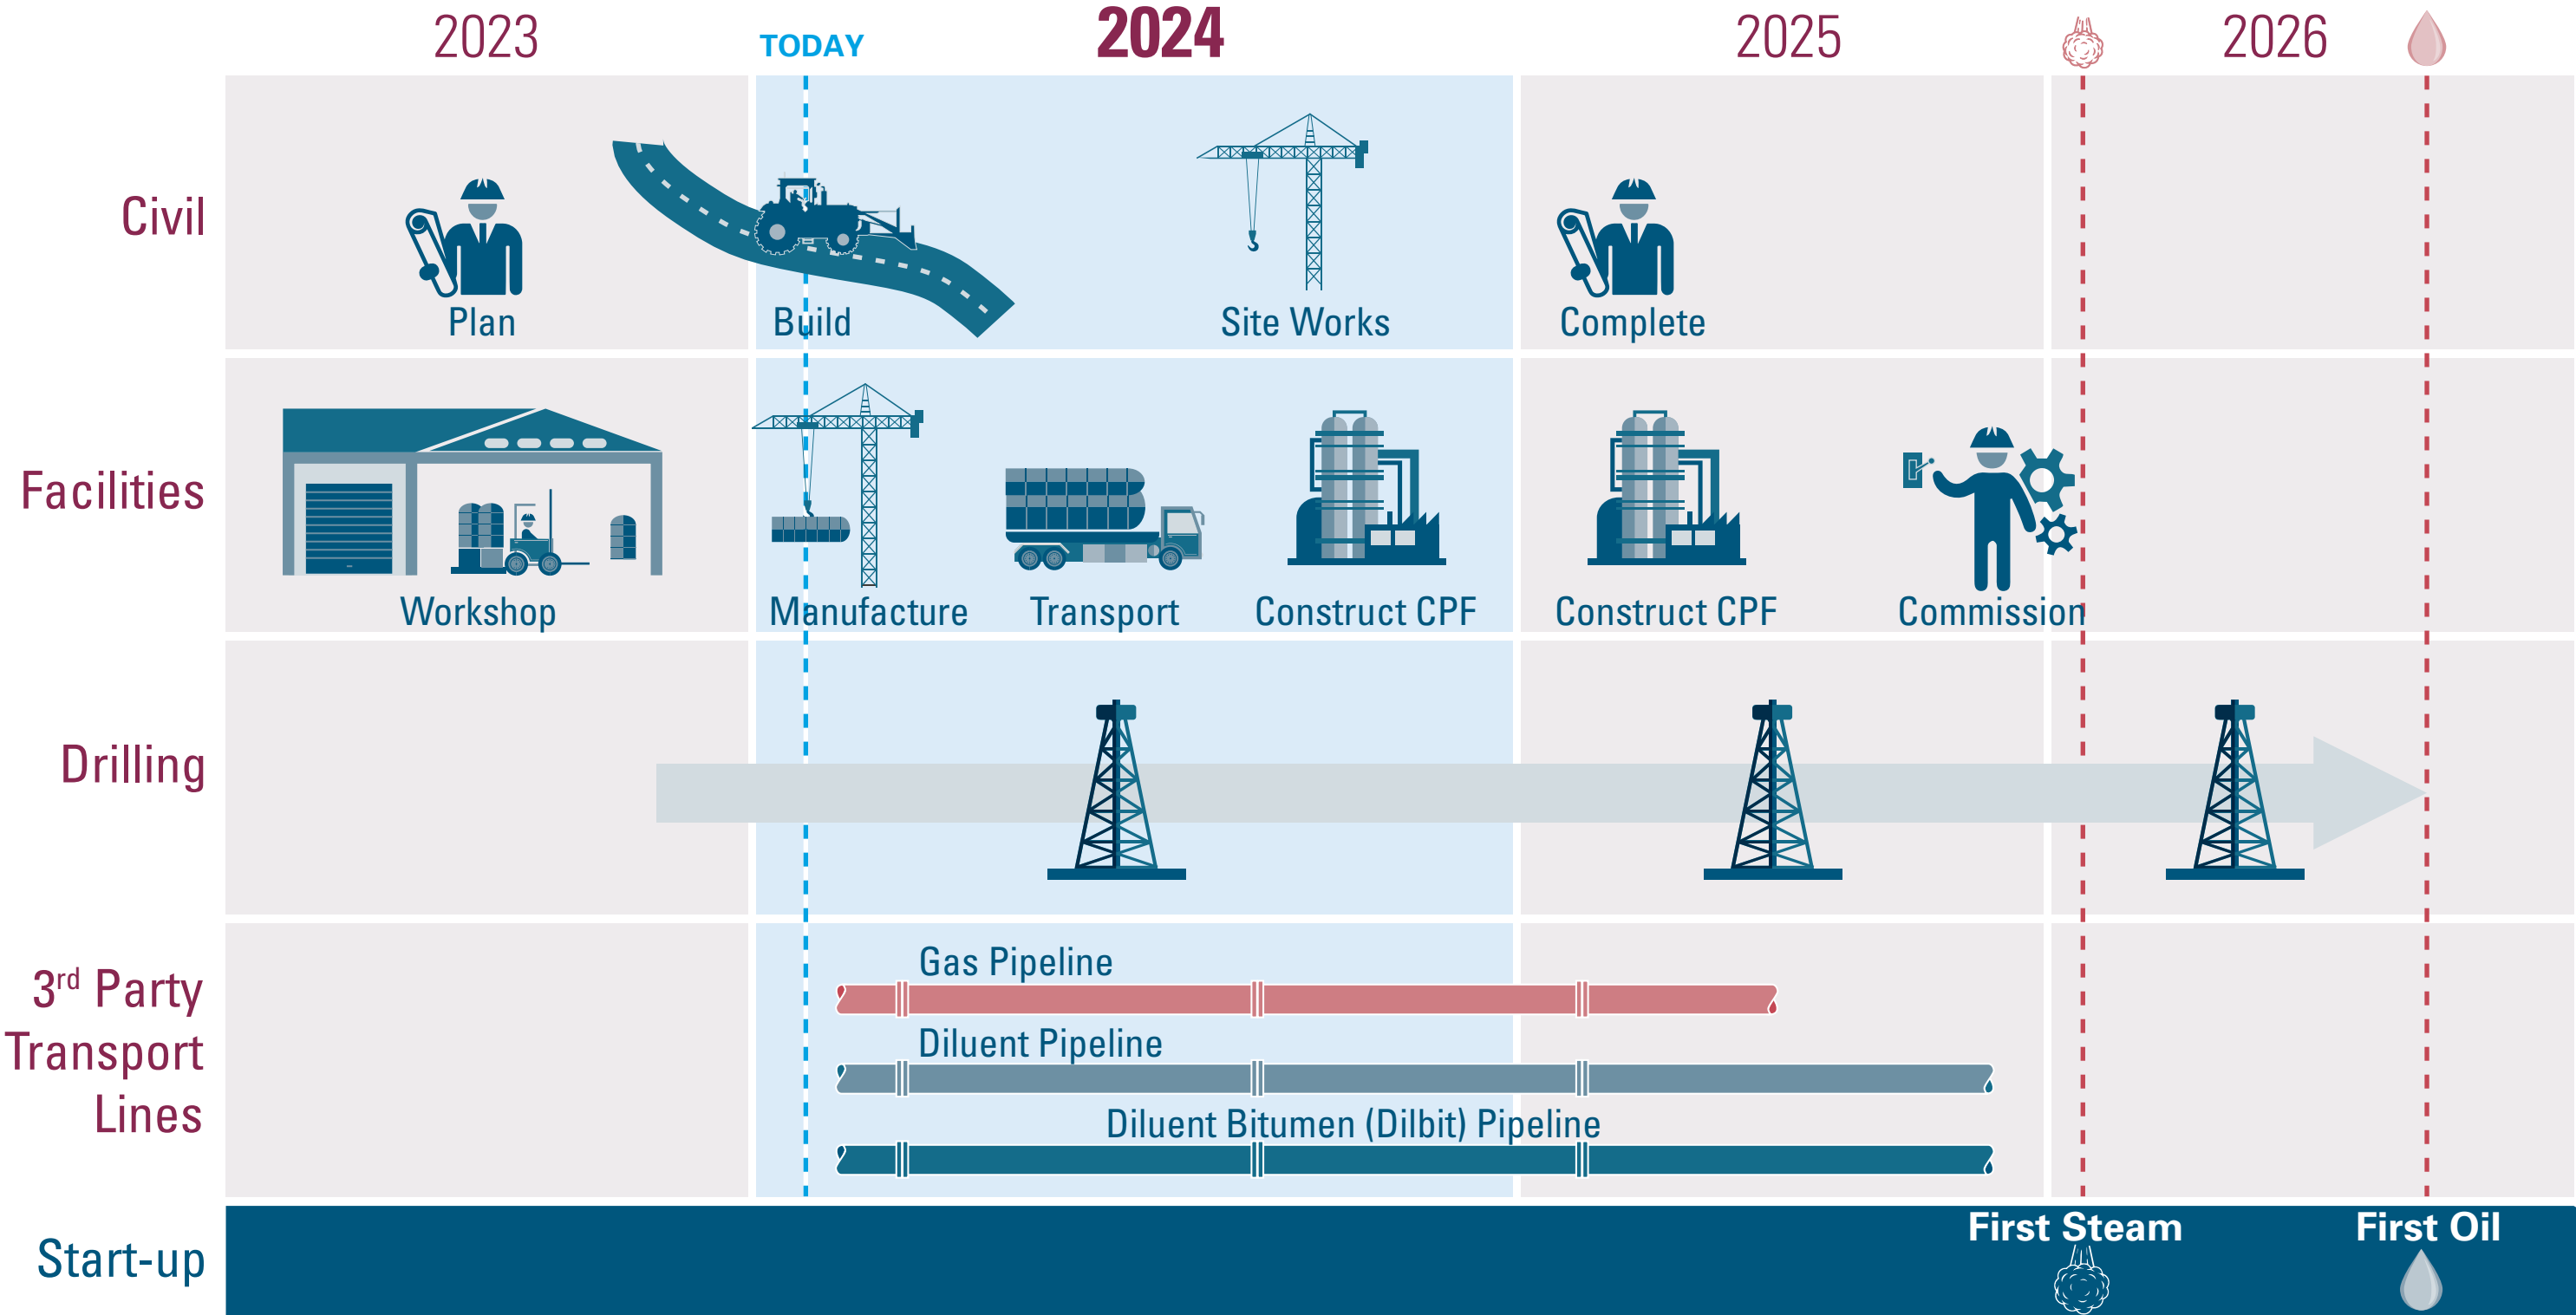 2023
TODAY
2024
2025
2026
Civil
Plan
Build
Site Works
Complete
Facilities
Workshop
Manufacture
Transport
Construct CPF
Construct CPF
Commission
Drilling
3rd Party
Transport
Lines
Gas Pipeline
Diluent Pipeline
Diluent Bitumen (Dilbit) Pipeline
Start-up
First Steam
First Oil